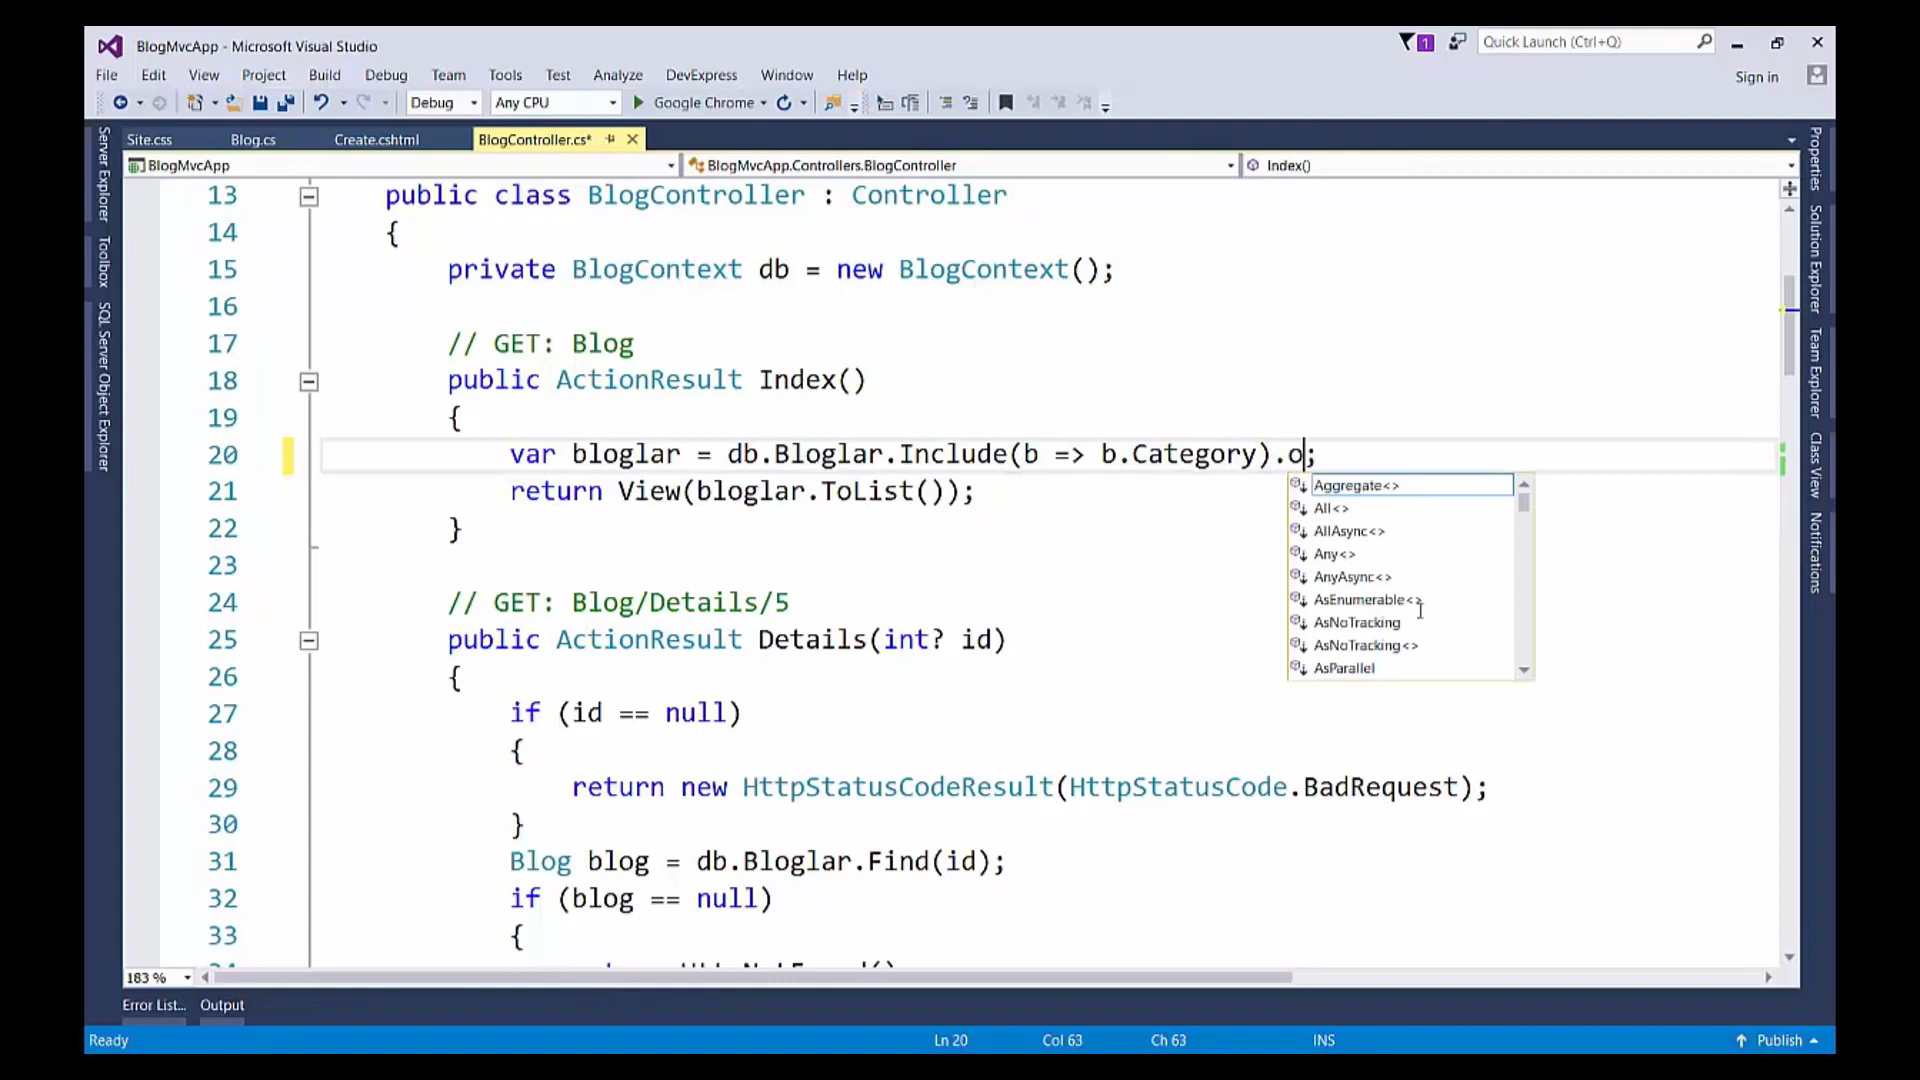 BlogMvcApp - Microsoft Visual Studio
1
Quick Launch (Ctrl+Q)
File Edit View Project Build Debug Team Tools Test Analyze DevExpress Window Help
Sign in
Debug Any CPU Google Chrome
Site.css Blog.cs Create.cshtml BlogController.cs*
BlogMvcApp BlogMvcApp.Controllers.BlogController Index()
Server Explorer
Toolbox
SQL Server Object Explorer
13 public class BlogController : Controller
14 {
15 private BlogContext db = new BlogContext();
16
17 // GET: Blog
18 public ActionResult Index()
19 {
20 var bloglar = db.Bloglar.Include(b => b.Category).o;
21 return View(bloglar.ToList());
22 }
23
24 // GET: Blog/Details/5
25 public ActionResult Details(int? id)
26 {
27 if (id == null)
28 {
29 return new HttpStatusCodeResult(HttpStatusCode.BadRequest);
30 }
31 Blog blog = db.Bloglar.Find(id);
32 if (blog == null)
33 {
Aggregate<>
All<>
AllAsync<>
Any<>
AnyAsync<>
AsEnumerable<>
AsNoTracking
AsNoTracking<>
AsParallel
Properties
Solution Explorer
Team Explorer
Class View
Notifications
183 %
Error List... Output
Ready Ln 20 Col 63 Ch 63 INS Publish